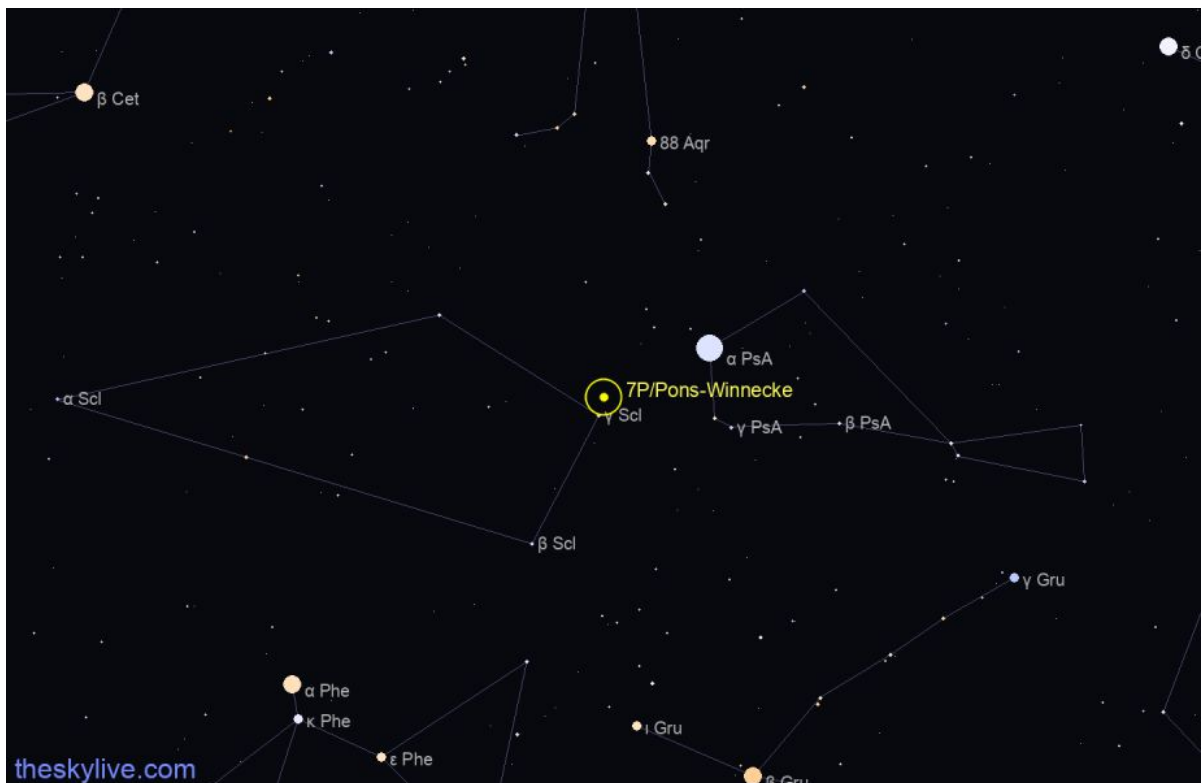 δ
β Cet
88 Aqr
α PsA
7P/Pons-Winnecke
α Scl
γ Scl
γ PsA
β PsA
β Scl
γ Gru
α Phe
κ Phe
ι Gru
ε Phe
theskylive.com
β Gru